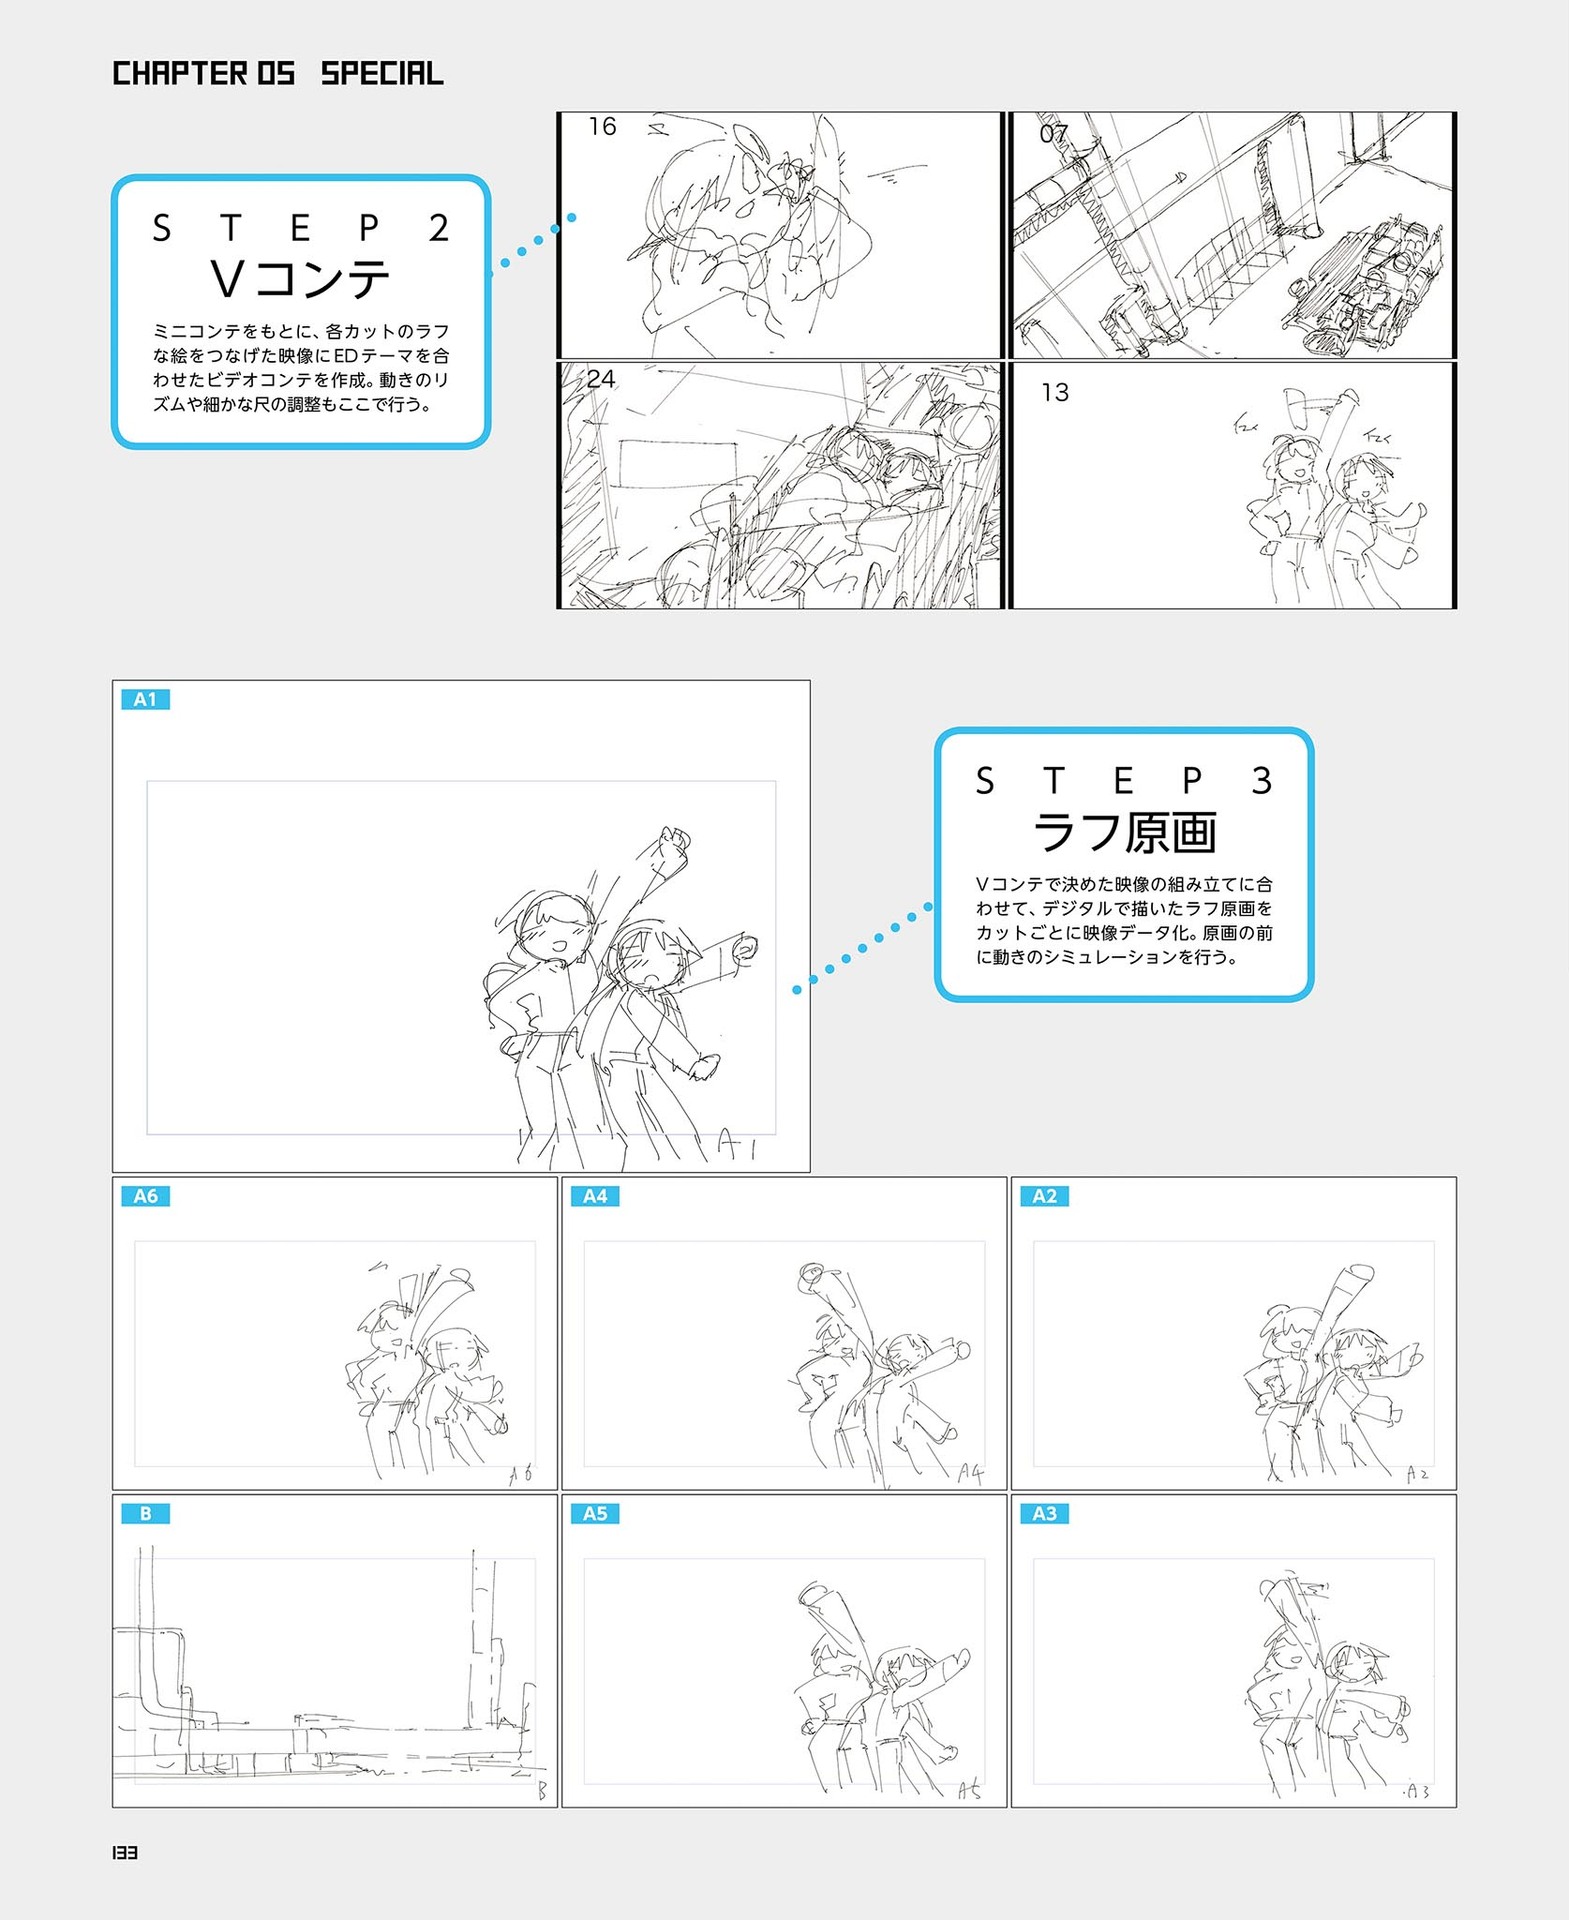 CHAPTER 05 SPECIAL
STEP2
Vコンテ
ミニコンテをもとに、各カットのラフ
な絵をつなげた映像にEDテーマを合
わせたビデオコンテを作成。動きのリ
ズムや細かな尺の調整もここで行う。
16
07
24
13
A1
A1
STEP3
ラフ原画
Vコンテで決めた映像の組み立てに合
わせて、デジタルで描いたラフ原画を
カットごとに映像データ化。原画の前
に動きのシミュレーションを行う。
A6
A6
A4
A4
A2
A2
B
B
A5
A5
A3
A3
133